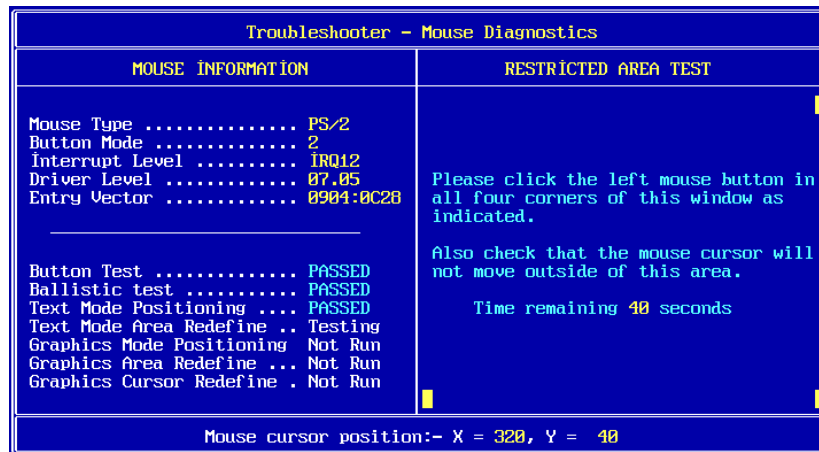 Troubleshooter - Mouse Diagnostics
MOUSE İNFORMATİON
Mouse Type ............... PS/2
Button Mode .............. 2
İnterrupt Level .......... İRQ12
Driver Level ............. 07.05
Entry Vector ............. 0904:0C28
Button Test .............. PASSED
Ballistic test ........... PASSED
Text Mode Positioning .... PASSED
Text Mode Area Redefine .. Testing
Graphics Mode Positioning Not Run
Graphics Area Redefine ... Not Run
Graphics Cursor Redefine . Not Run
RESTRİCTED AREA TEST
Please click the left mouse button in
all four corners of this window as
indicated.
Also check that the mouse cursor will
not move outside of this area.
Time remaining 40 seconds
Mouse cursor position:- X = 320, Y = 40